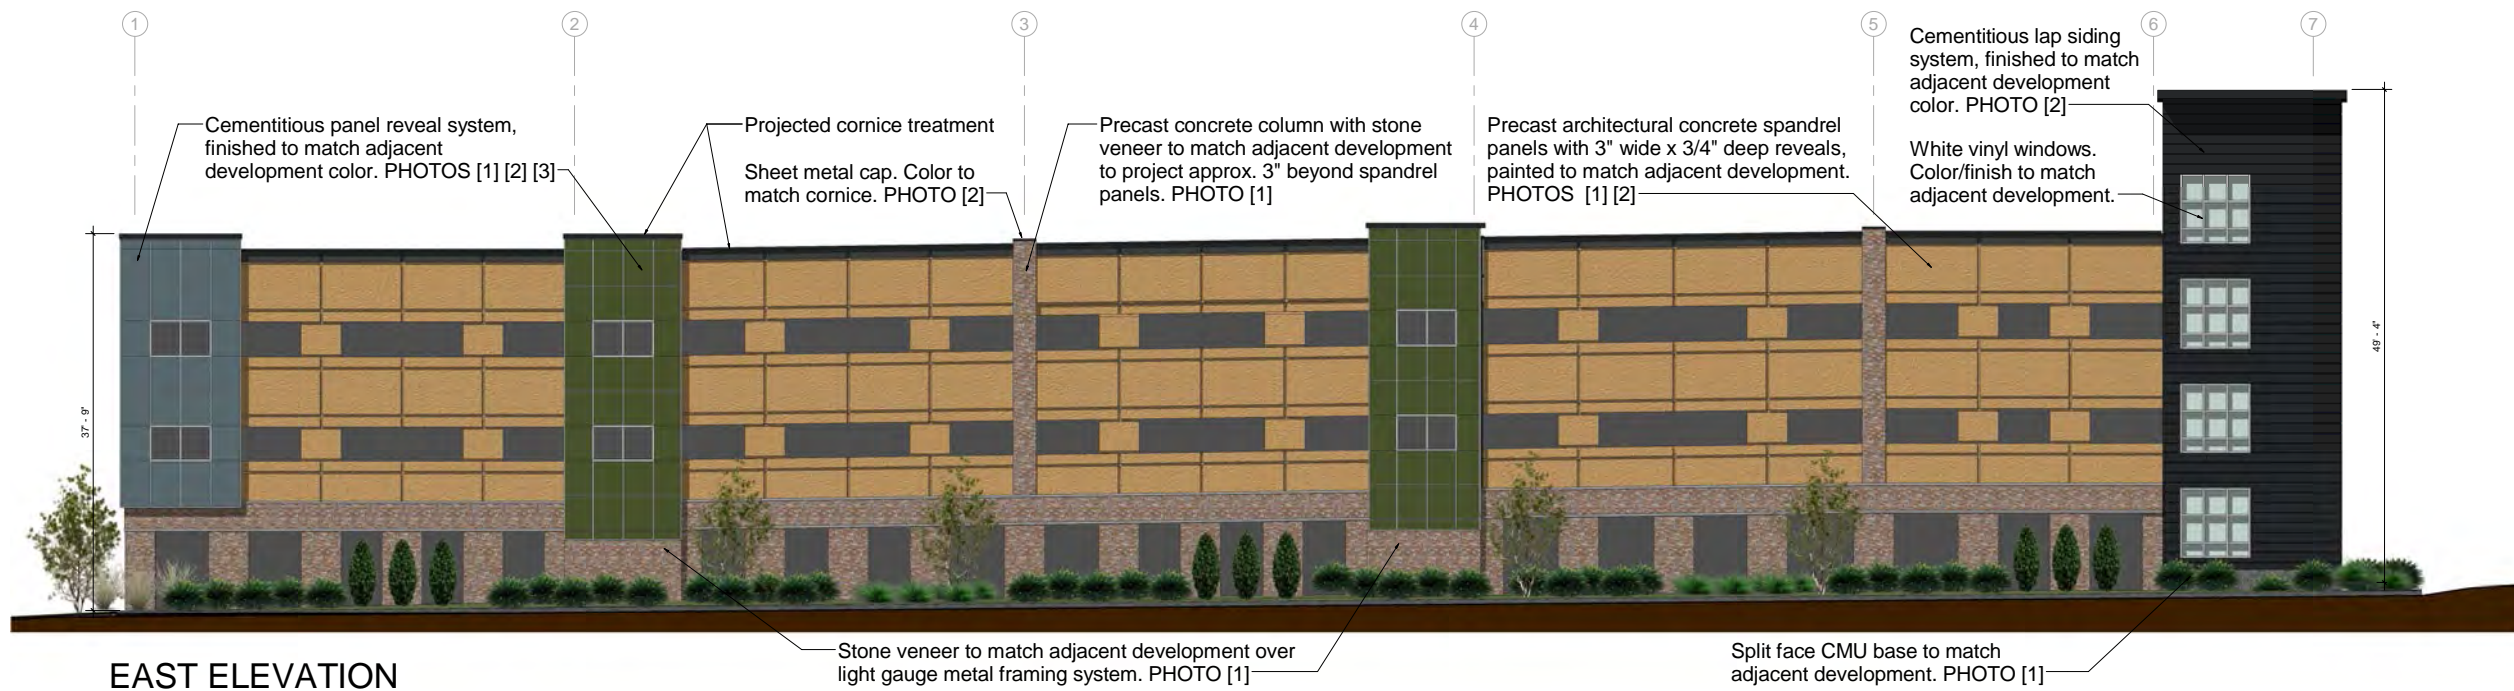 1
2
3
4
5
6
7
Cementitious panel reveal system,
finished to match adjacent
development color. PHOTOS [1] [2] [3]
Projected cornice treatment
Sheet metal cap. Color to
match cornice. PHOTO [2]
Precast concrete column with stone
veneer to match adjacent development
to project approx. 3" beyond spandrel
panels. PHOTO [1]
Precast architectural concrete spandrel
panels with 3" wide x 3/4" deep reveals,
painted to match adjacent development.
PHOTOS [1] [2]
Cementitious lap siding
system, finished to match
adjacent development
color. PHOTO [2]
White vinyl windows.
Color/finish to match
adjacent development.
37' - 9"
49' - 4"
Stone veneer to match adjacent development over
light gauge metal framing system. PHOTO [1]
Split face CMU base to match
adjacent development. PHOTO [1]
EAST ELEVATION